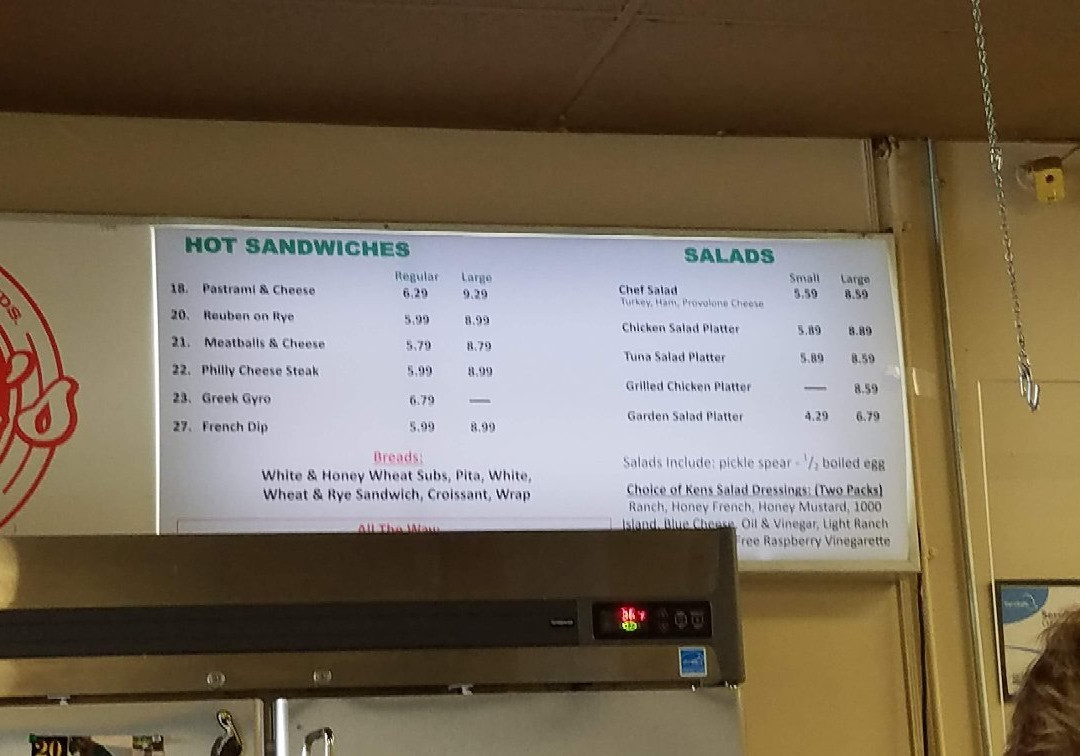 HOT SANDWICHES
Regular Large
18. Pastrami & Cheese 6.29 9.29
20. Reuben on Rye 5.99 8.99
21. Meatballs & Cheese 5.79 8.79
22. Philly Cheese Steak 5.99 8.99
23. Greek Gyro 6.79 —
27. French Dip 5.99 8.99
Breads:
White & Honey Wheat Subs, Pita, White,
Wheat & Rye Sandwich, Croissant, Wrap
All The Way:
SALADS
Small Large
Chef Salad 5.59 8.59
Turkey, Ham, Provolone Cheese
Chicken Salad Platter 5.89 8.89
Tuna Salad Platter 5.89 8.59
Grilled Chicken Platter — 8.59
Garden Salad Platter 4.29 6.79
Salads Include: pickle spear - 1/2 boiled egg
Choice of Kens Salad Dressings: (Two Packs)
Ranch, Honey French, Honey Mustard, 1000
Island, Blue Cheese, Oil & Vinegar, Light Ranch
Free Raspberry Vinegarette
20